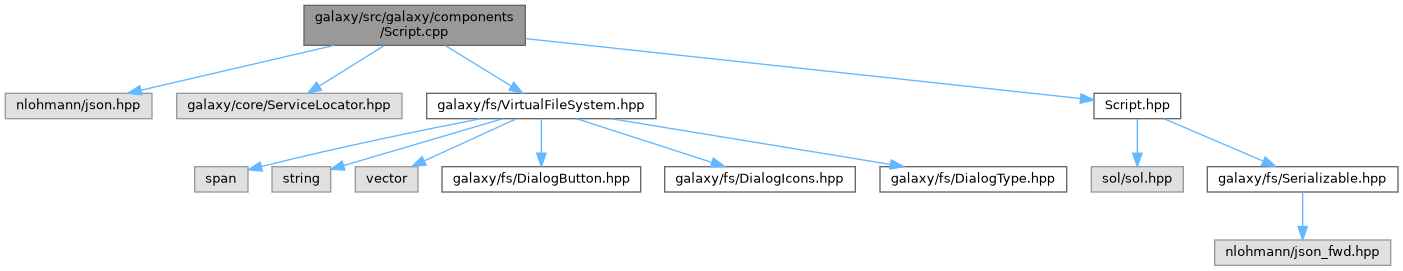 galaxy/src/galaxy/components
/Script.cpp
nlohmann/json.hpp
galaxy/core/ServiceLocator.hpp
galaxy/fs/VirtualFileSystem.hpp
Script.hpp
span
string
vector
galaxy/fs/DialogButton.hpp
galaxy/fs/DialogIcons.hpp
galaxy/fs/DialogType.hpp
sol/sol.hpp
galaxy/fs/Serializable.hpp
nlohmann/json_fwd.hpp